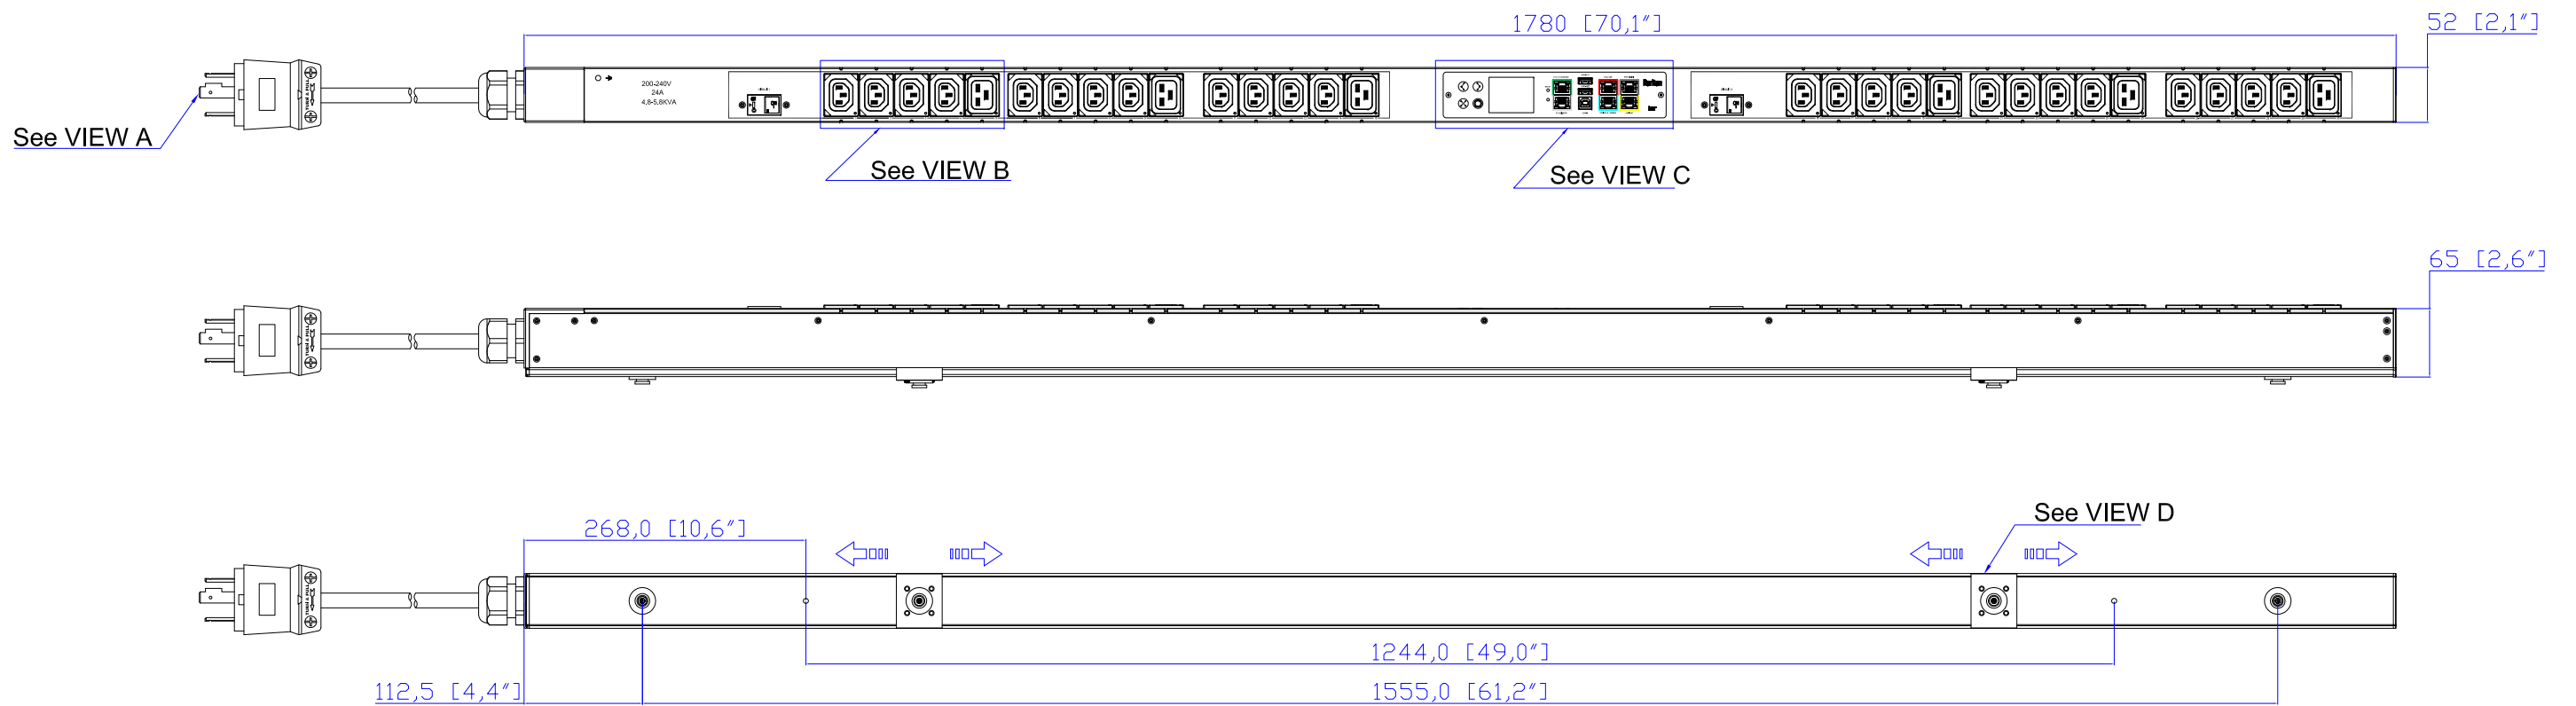 1780 [70,1"]
52 [2,1"]
200-240V
24A
4,8-5,8KVA
See VIEW A
See VIEW B
See VIEW C
65 [2,6"]
See VIEW D
268,0 [10,6"]
1244,0 [49,0"]
112,5 [4,4"]
1555,0 [61,2"]